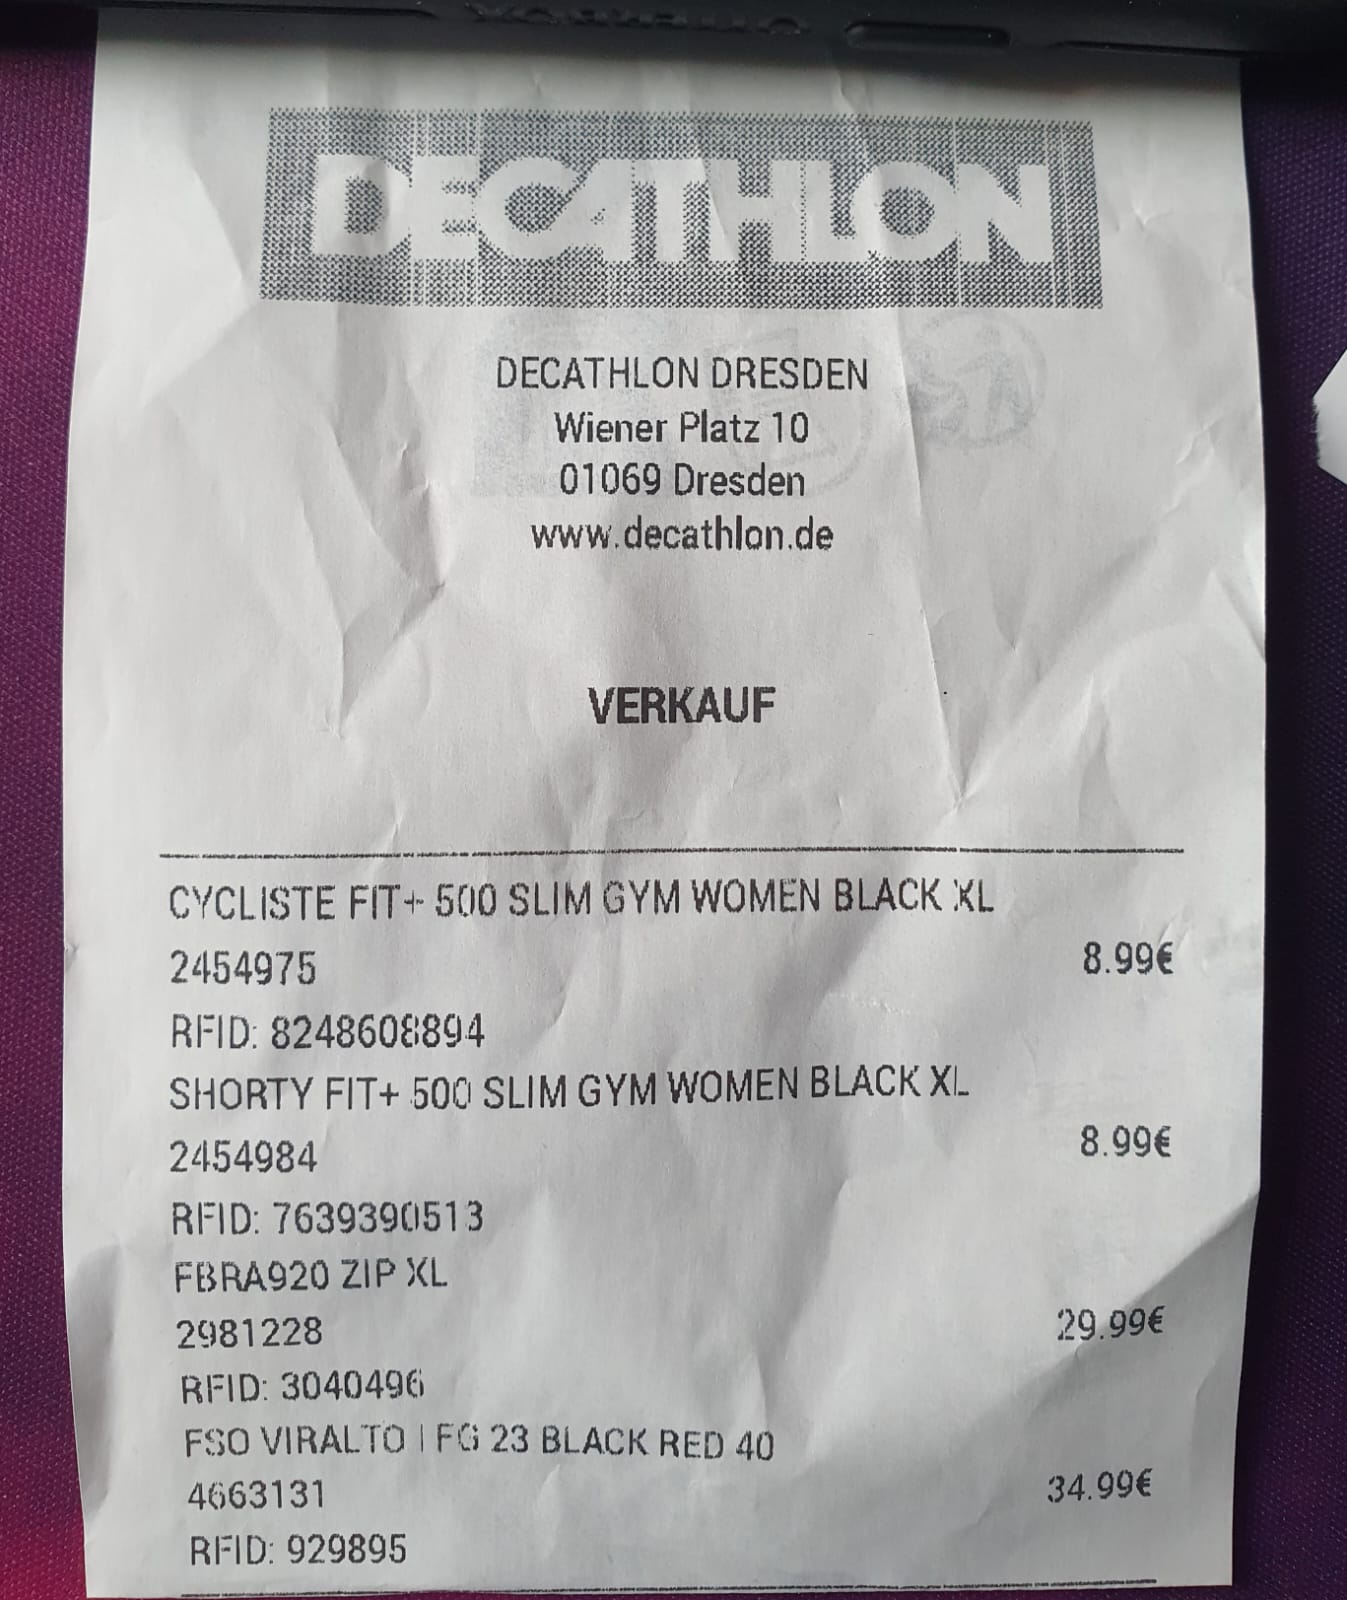 DECATHLON
DECATHLON DRESDEN
Wiener Platz 10
01069 Dresden
www.decathlon.de
VERKAUF
CYCLISTE FIT+ 500 SLIM GYM WOMEN BLACK XL
2454975 8.99€
RFID: 8248608894
SHORTY FIT+ 500 SLIM GYM WOMEN BLACK XL
2454984 8.99€
RFID: 7639390513
FBRA920 ZIP XL
2981228 29.99€
RFID: 3040496
FSO VIRALTO I FG 23 BLACK RED 40
4663131 34.99€
RFID: 929895